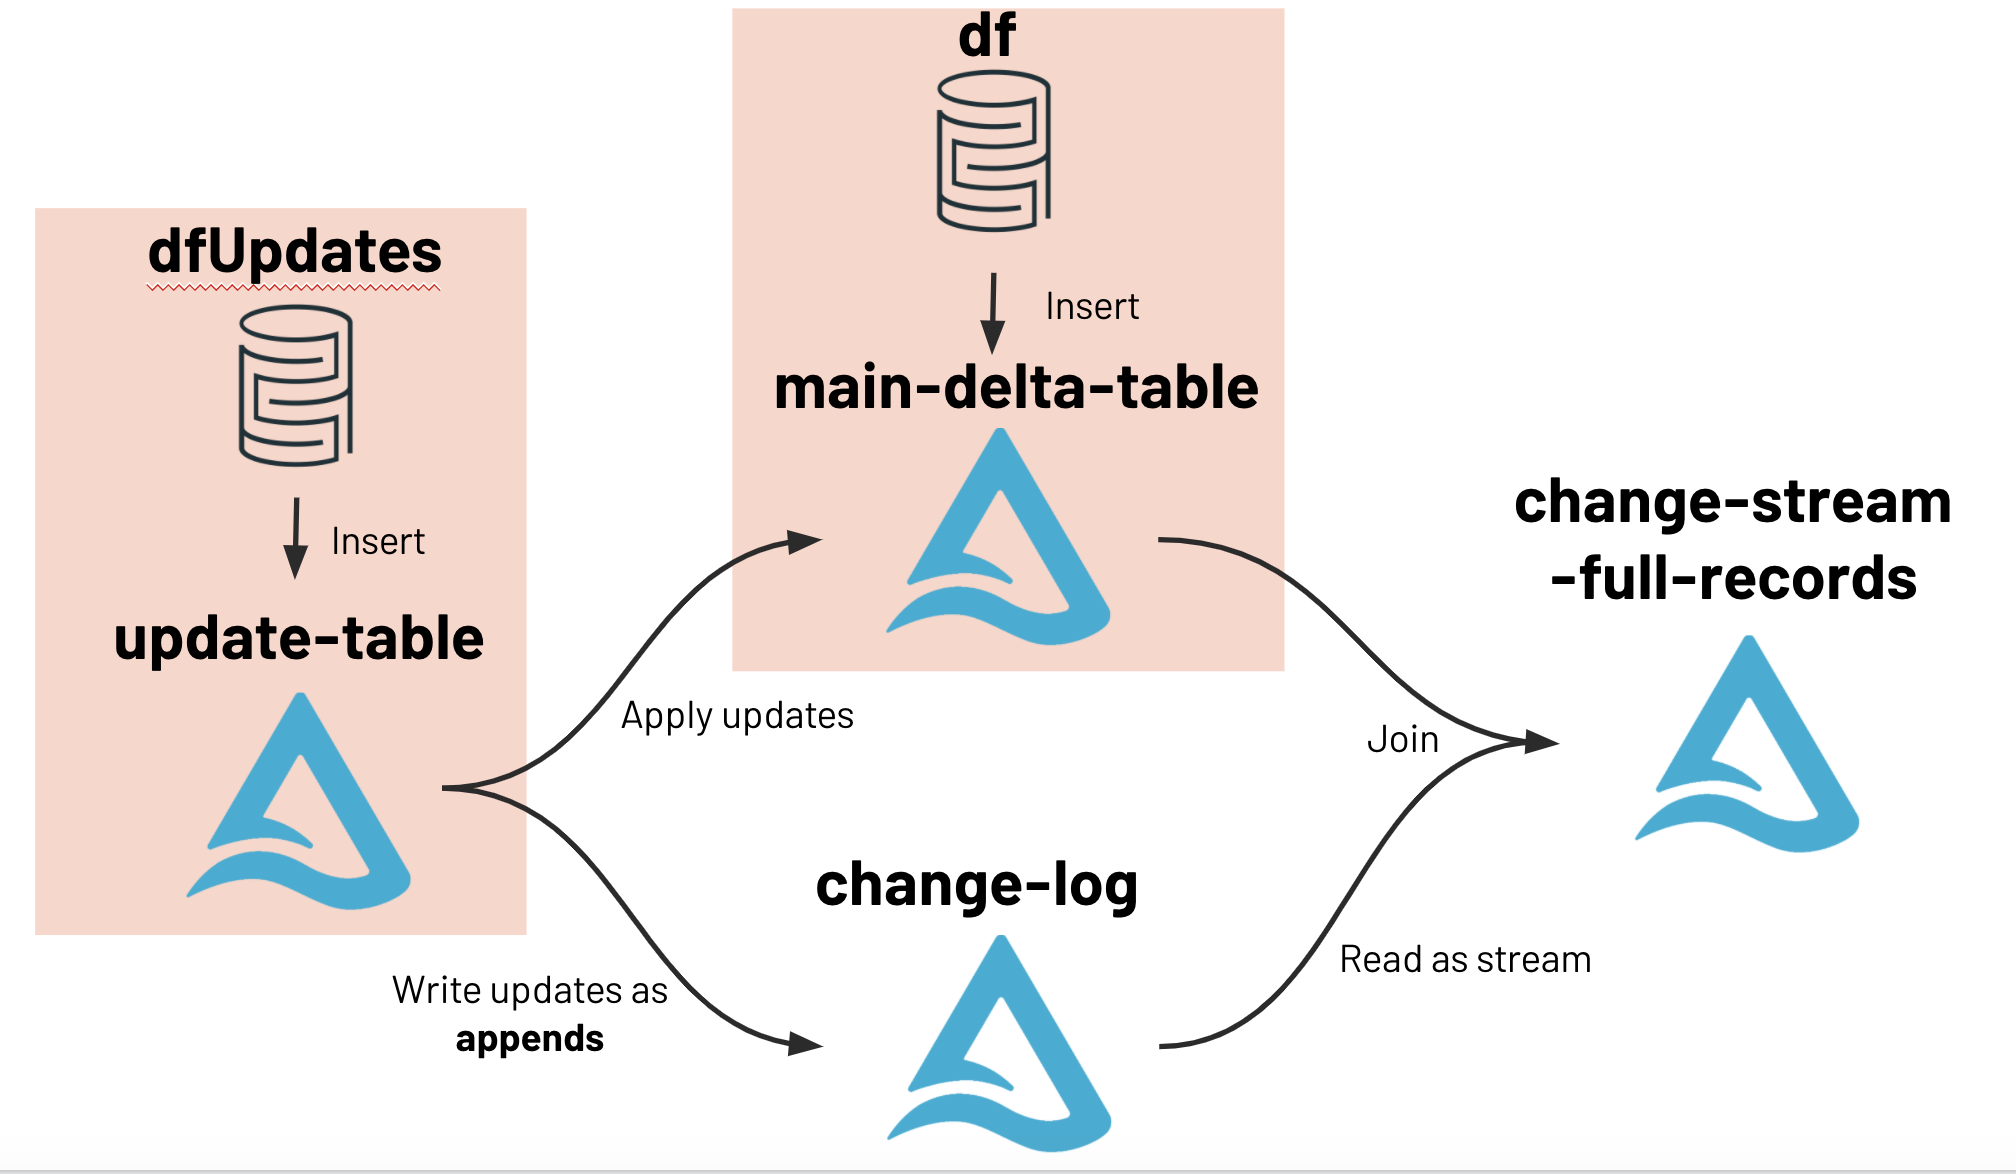 df
Insert
main-delta-table
dfUpdates
Insert
update-table
Apply updates
Write updates as
appends
change-log
Join
Read as stream
change-stream
-full-records